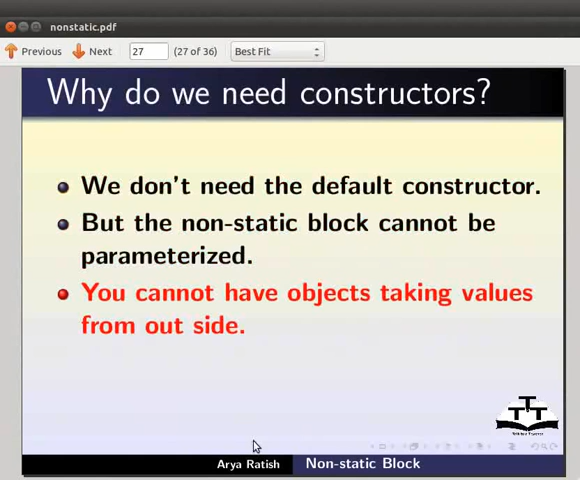 nonstatic.pdf
Previous Next 27 (27 of 36) Best Fit
Why do we need constructors?
We don't need the default constructor.
But the non-static block cannot be
parameterized.
You cannot have objects taking values
from out side.
TTT
Arya Ratish Non-static Block